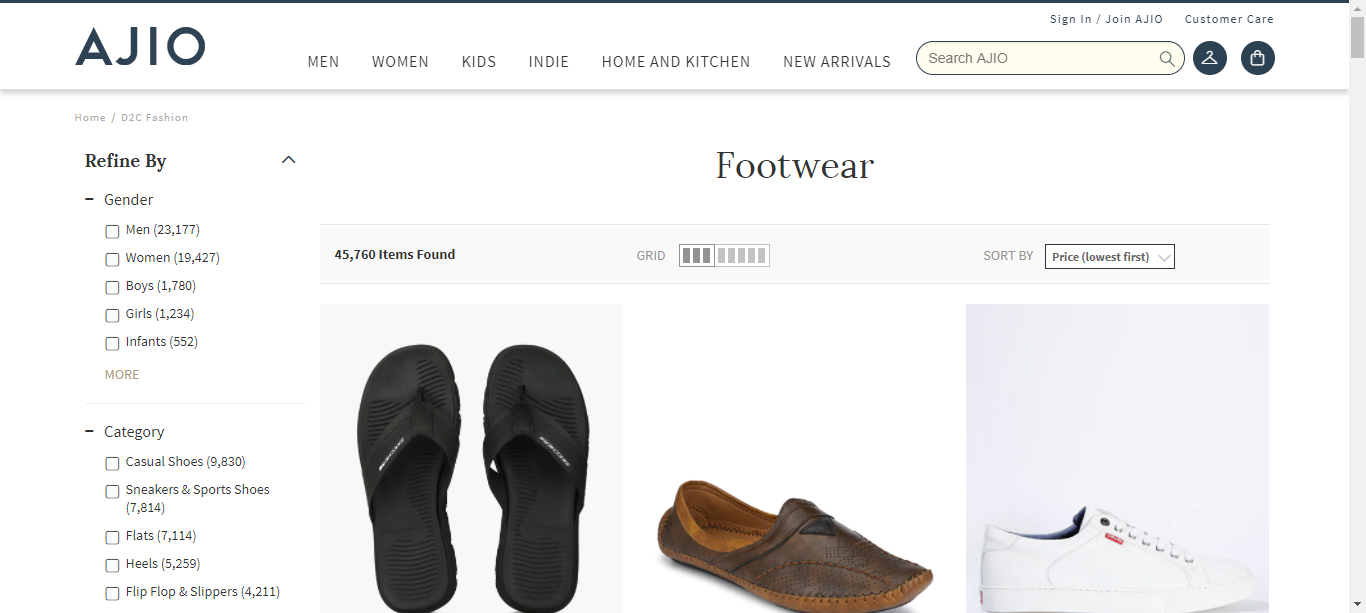 Sign In / Join AJIO
Customer Care
AJIO
MEN
WOMEN
KIDS
INDIE
HOME AND KITCHEN
NEW ARRIVALS
Search AJIO
Home / D2C Fashion
Refine By
Footwear
Gender
Men (23,177)
Women (19,427)
Boys (1,780)
Girls (1,234)
Infants (552)
MORE
Category
Casual Shoes (9,830)
Sneakers & Sports Shoes
(7,814)
Flats (7,114)
Heels (5,259)
Flip Flop & Slippers (4,211)
45,760 Items Found
GRID
SORT BY
Price (lowest first)
SKECHERS
SKECHERS